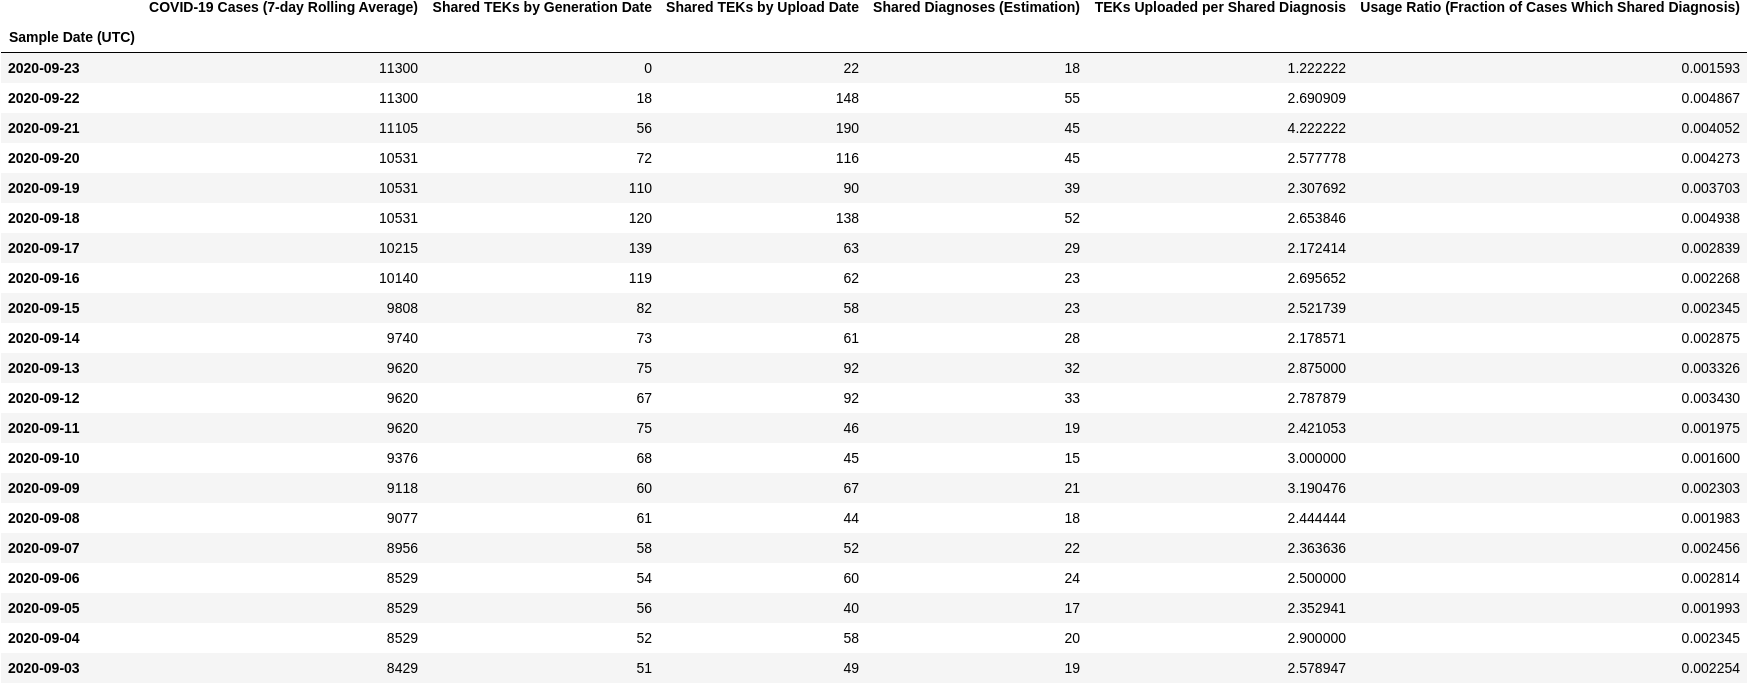 COVID-19 Cases (7-day Rolling Average) Shared TEKs by Generation Date Shared TEKs by Upload Date Shared Diagnoses (Estimation) TEKs Uploaded per Shared Diagnosis Usage Ratio (Fraction of Cases Which Shared Diagnosis)
Sample Date (UTC)
2020-09-23 11300 0 22 18 1.222222 0.001593
2020-09-22 11300 18 148 55 2.690909 0.004867
2020-09-21 11105 56 190 45 4.222222 0.004052
2020-09-20 10531 72 116 45 2.577778 0.004273
2020-09-19 10531 110 90 39 2.307692 0.003703
2020-09-18 10531 120 138 52 2.653846 0.004938
2020-09-17 10215 139 63 29 2.172414 0.002839
2020-09-16 10140 119 62 23 2.695652 0.002268
2020-09-15 9808 82 58 23 2.521739 0.002345
2020-09-14 9740 73 61 28 2.178571 0.002875
2020-09-13 9620 75 92 32 2.875000 0.003326
2020-09-12 9620 67 92 33 2.787879 0.003430
2020-09-11 9620 75 46 19 2.421053 0.001975
2020-09-10 9376 68 45 15 3.000000 0.001600
2020-09-09 9118 60 67 21 3.190476 0.002303
2020-09-08 9077 61 44 18 2.444444 0.001983
2020-09-07 8956 58 52 22 2.363636 0.002456
2020-09-06 8529 54 60 24 2.500000 0.002814
2020-09-05 8529 56 40 17 2.352941 0.001993
2020-09-04 8529 52 58 20 2.900000 0.002345
2020-09-03 8429 51 49 19 2.578947 0.002254